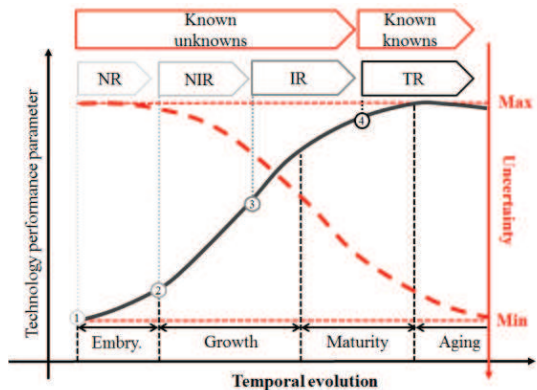 Known
unknowns
Known
knowns
NR
NIR
IR
TR
Max
Technology performance parameter
Uncertainty
4
3
2
1
Min
Embry.
Growth
Maturity
Aging
Temporal evolution